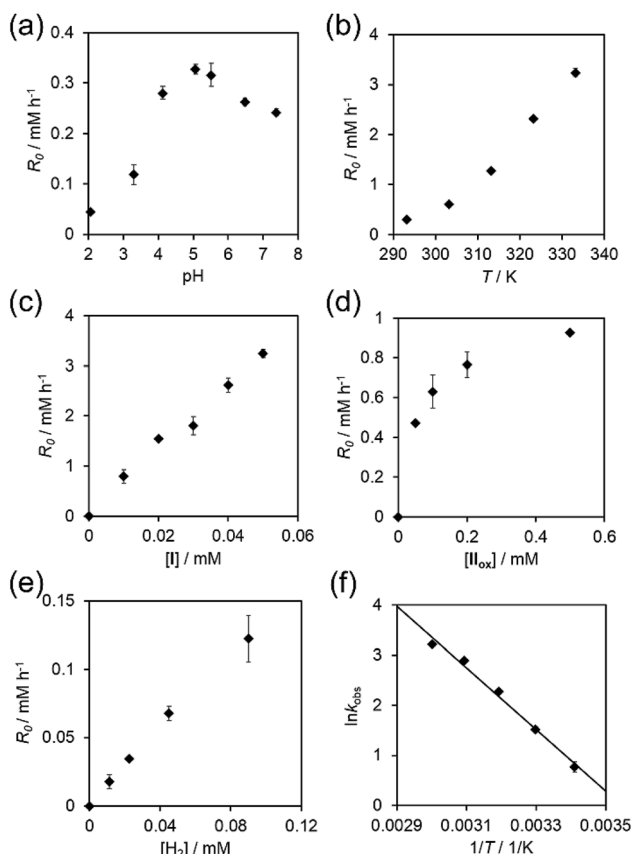 (a)
R₀ / mM h⁻¹
0.4
0.3
0.2
0.1
0
2 3 4 5 6 7 8
pH
(b)
R₀ / mM h⁻¹
4
3
2
1
0
290 300 310 320 330 340
T / K
(c)
R₀ / mM h⁻¹
4
3
2
1
0
0 0.02 0.04 0.06
[I] / mM
(d)
R₀ / mM h⁻¹
1
0.8
0.6
0.4
0.2
0
0 0.2 0.4 0.6
[IIₒₓ] / mM
(e)
R₀ / mM h⁻¹
0.15
0.1
0.05
0
0 0.04 0.08 0.12
[H₂] / mM
(f)
lnkobs
4
3
2
1
0
0.0029 0.0031 0.0033 0.0035
1/T / 1/K